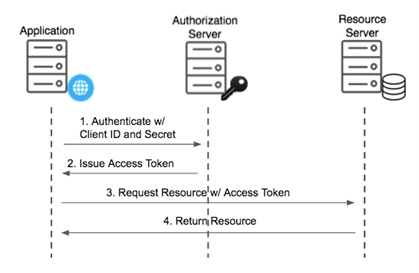 Application
Authorization
Server
Resource
Server
1. Authenticate w/
Client ID and Secret
2. Issue Access Token
3. Request Resource w/ Access Token
4. Return Resource